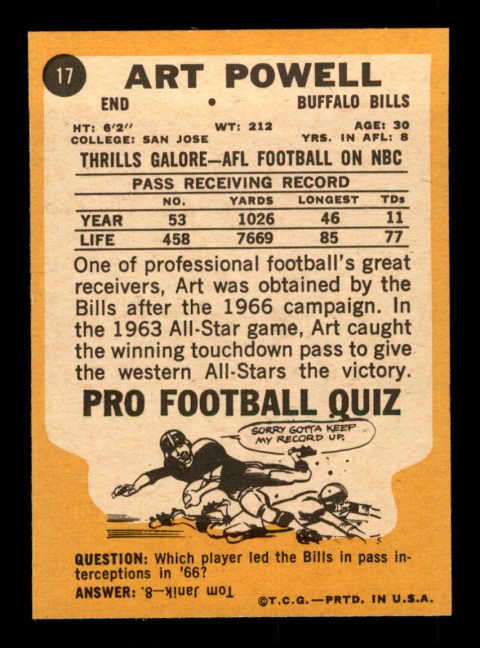 17 ART POWELL
END • BUFFALO BILLS
HT: 6'2" WT: 212 AGE: 30
COLLEGE: SAN JOSE YRS. IN AFL: 8
THRILLS GALORE—AFL FOOTBALL ON NBC
PASS RECEIVING RECORD
NO. YARDS LONGEST TDs
YEAR 53 1026 46 11
LIFE 458 7669 85 77
One of professional football's great
receivers, Art was obtained by the
Bills after the 1966 campaign. In
the 1963 All-Star game, Art caught
the winning touchdown pass to give
the western All-Stars the victory.
PRO FOOTBALL QUIZ
SORRY GOTTA KEEP
MY RECORD UP.
QUESTION: Which player led the Bills in pass in-
terceptions in '66?
ANSWER: Tom Janik—8.
©T.C.G.—PRTD. IN U.S.A.